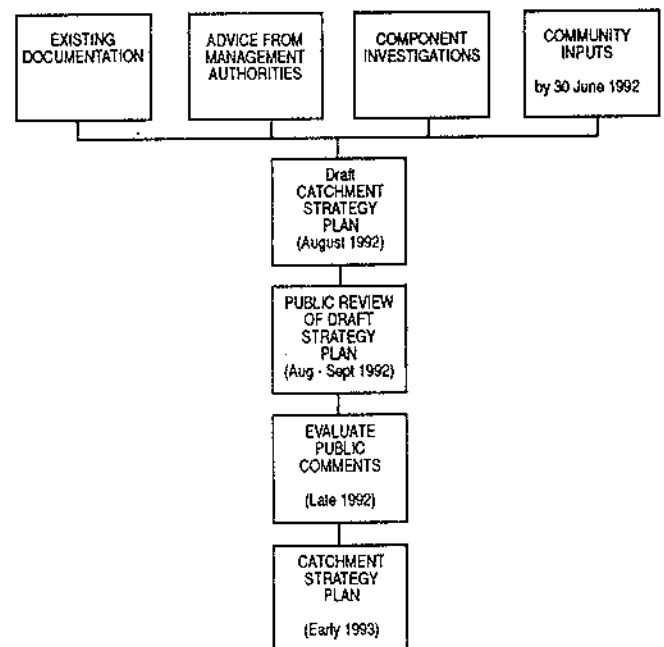 EXISTING
DOCUMENTATION
ADVICE FROM
MANAGEMENT
AUTHORITIES
COMPONENT
INVESTIGATIONS
COMMUNITY
INPUTS
by 30 June 1992
Draft
CATCHMENT
STRATEGY
PLAN
(August 1992)
PUBLIC REVIEW
OF DRAFT
STRATEGY
PLAN
(Aug - Sept 1992)
EVALUATE
PUBLIC
COMMENTS
(Late 1992)
CATCHMENT
STRATEGY
PLAN
(Early 1993)